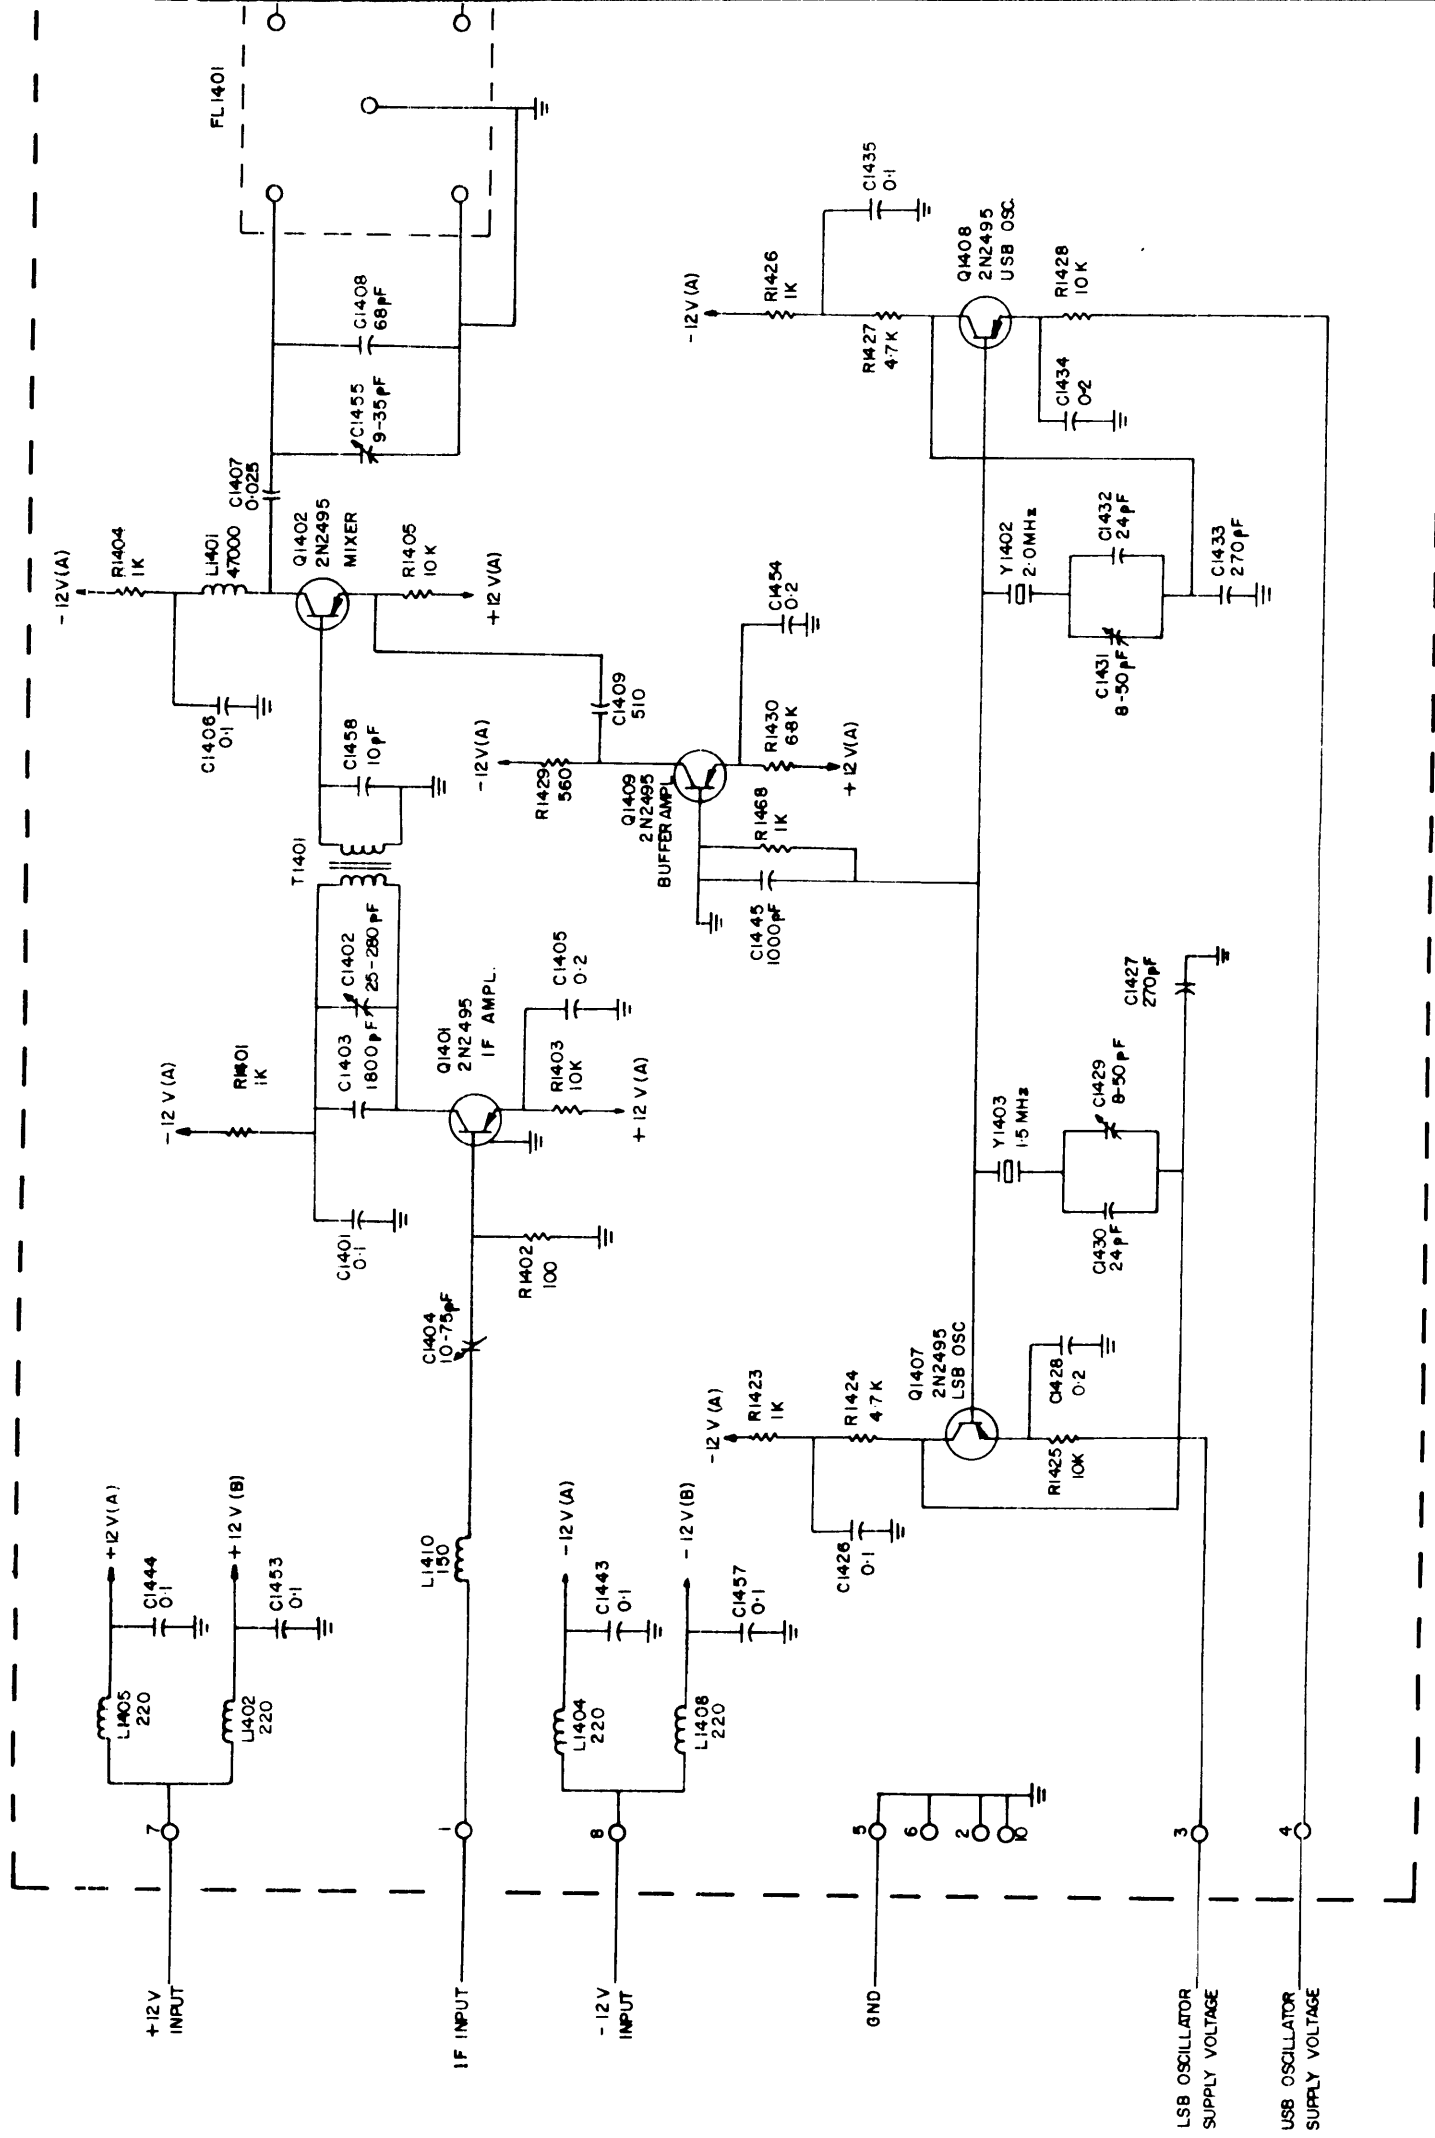 +12V
INPUT
7
L1405
220
+12V(A)
C1444
0.1
L1402
220
+12V(B)
C1453
0.1
IF INPUT
1
L1410
150
C1404
10-75pF
R1402
100
C1401
0.1
-12V(A)
R1401
1K
C1403
1800pF
C1402
25-280pF
Q1401
2N2495
IF AMPL.
R1403
10K
+12V(A)
C1405
0.2
T1401
C1458
10pF
C1406
0.1
-12V(A)
R1404
1K
L1401
47000
Q1402
2N2495
MIXER
R1405
10K
+12V(A)
C1407
0.025
C1455
9-35pF
C1408
68pF
FL1401
-12V
INPUT
8
L1404
220
-12V(A)
C1443
0.1
L1408
220
-12V(B)
C1457
0.1
-12V(A)
R1429
560
C1409
510
Q1409
2N2495
BUFFER AMPL
R1468
1K
C1445
1000pF
R1430
68K
+12V(A)
C1454
0.2
GND
5
6
2
10
-12V(A)
R1423
1K
C1426
0.1
R1424
4.7K
Q1407
2N2495
LSB OSC
R1425
10K
C1428
0.2
Y1403
1.5MHz
C1430
24pF
C1429
8-50pF
C1427
270pF
-12V(A)
R1426
1K
C1435
0.1
R1427
4.7K
Q1408
2N2495
USB OSC.
R1428
10K
C1434
0.2
Y1402
2.0MHz
C1431
8-50pF
C1432
24pF
C1433
270pF
LSB OSCILLATOR
SUPPLY VOLTAGE
3
USB OSCILLATOR
SUPPLY VOLTAGE
4